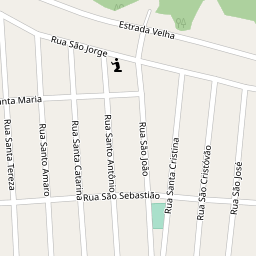 Estrada Velha
Rua São Jorge
anta Maria
Rua Santa Tereza
Rua Santo Amaro
Rua Santa Catarina
Rua Santo Antônio
Rua São João
Rua Santa Cristina
Rua São Cristóvão
Rua São José
Rua São Sebastião